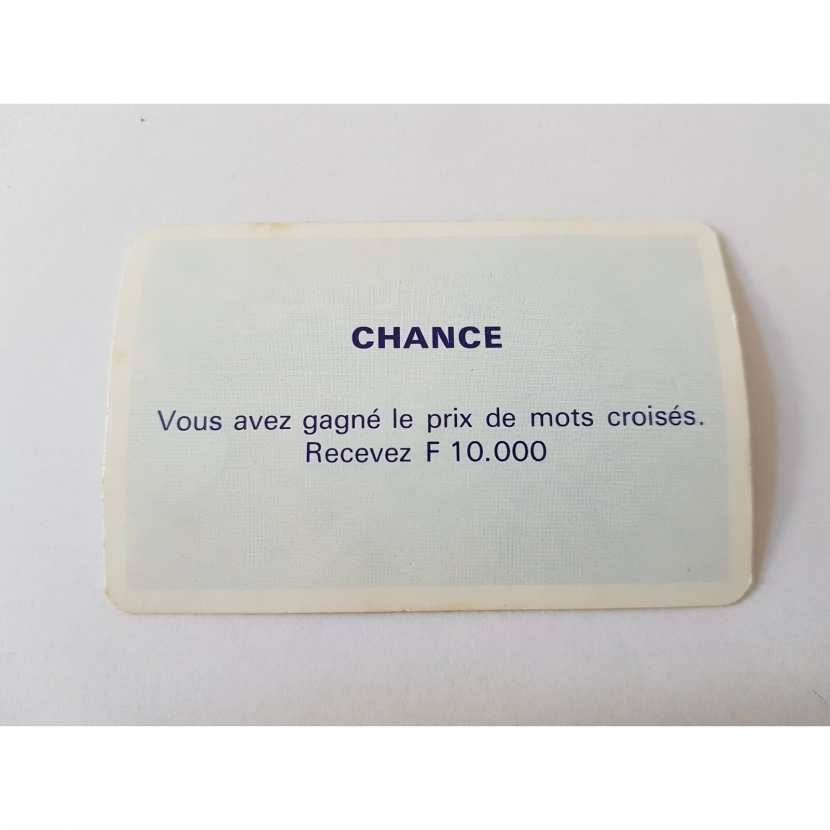 CHANCE
Vous avez gagné le prix de mots croisés.
Recevez F 10.000